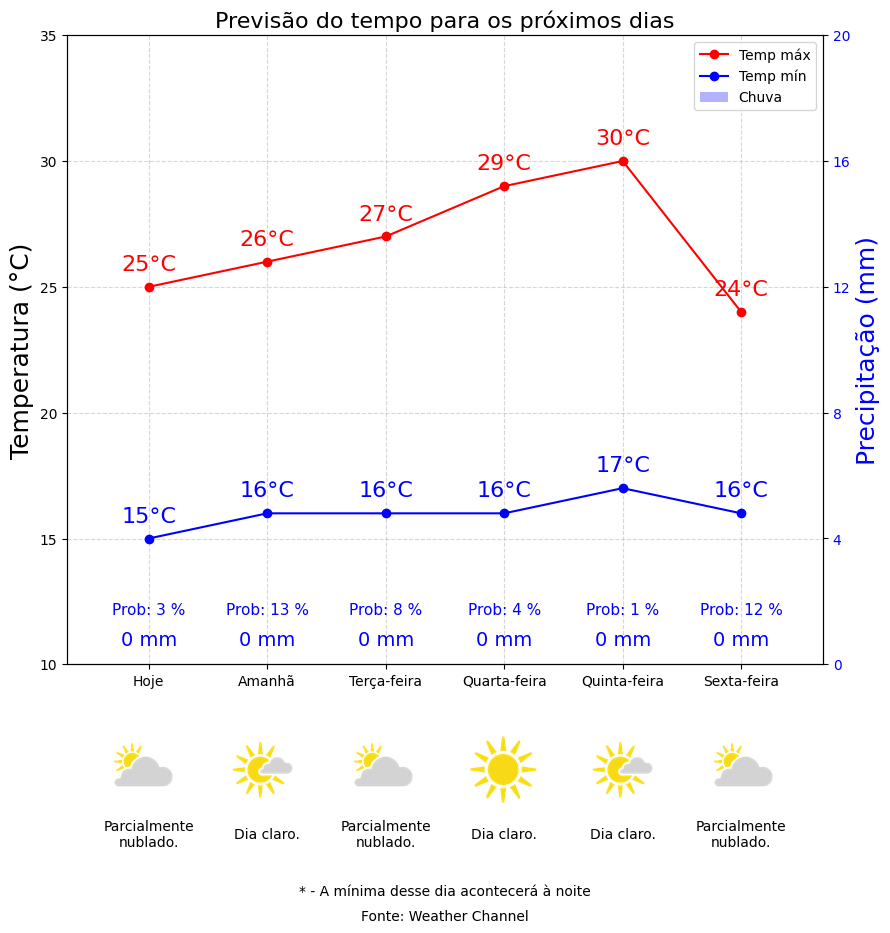 Previsão do tempo para os próximos dias
Temp máx
Temp mín
Chuva
Temperatura (°C)
Precipitação (mm)
35
30
25
20
15
10
20
16
12
8
4
0
25°C
26°C
27°C
29°C
30°C
24°C
15°C
16°C
16°C
16°C
17°C
16°C
Prob: 3 %
Prob: 13 %
Prob: 8 %
Prob: 4 %
Prob: 1 %
Prob: 12 %
0 mm
0 mm
0 mm
0 mm
0 mm
0 mm
Hoje
Amanhã
Terça-feira
Quarta-feira
Quinta-feira
Sexta-feira
Parcialmente
nublado.
Dia claro.
Parcialmente
nublado.
Dia claro.
Dia claro.
Parcialmente
nublado.
* - A mínima desse dia acontecerá à noite
Fonte: Weather Channel